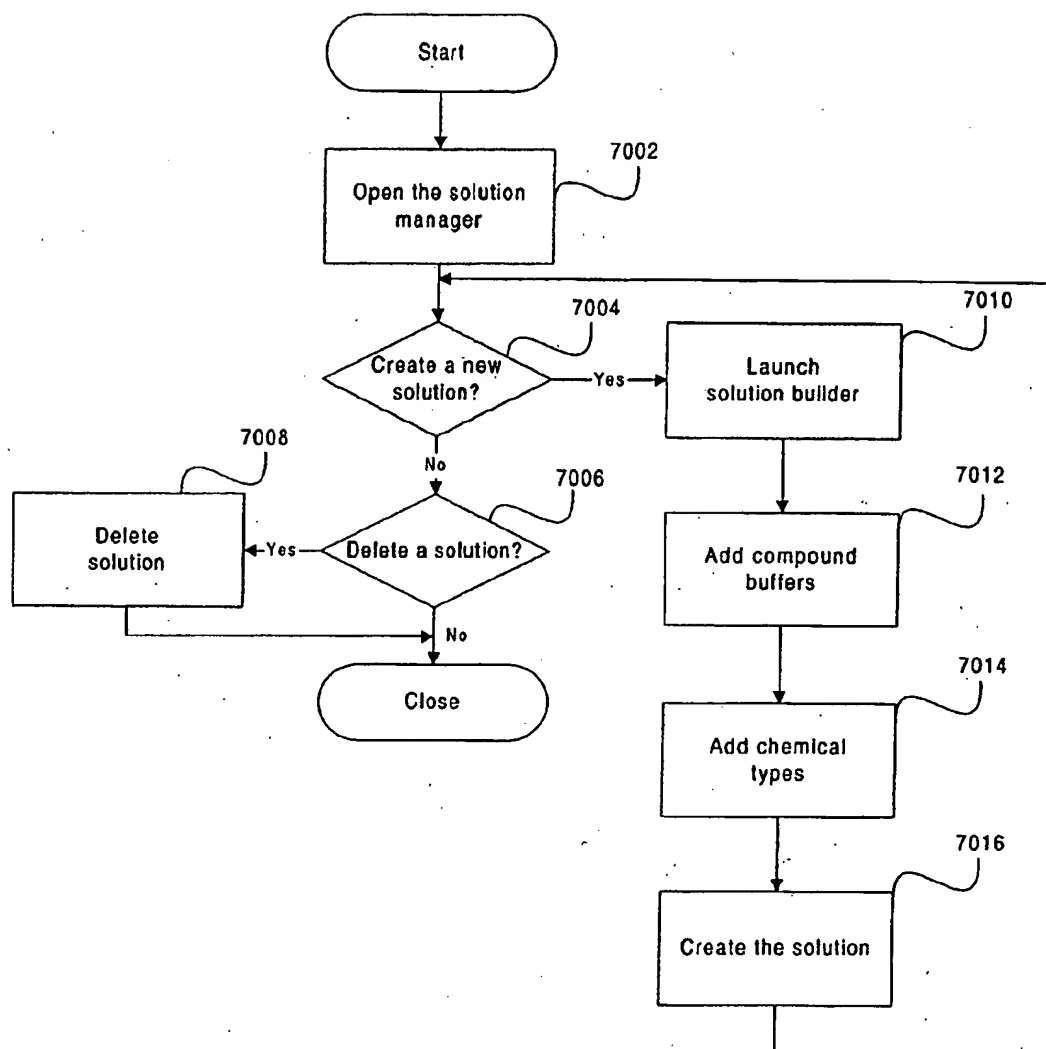 Start
7002
Open the solution
manager
7004
Create a new
solution?
Yes
7010
Launch
solution builder
No
7008
Delete
solution
Yes
7006
Delete a solution?
No
Close
7012
Add compound
buffers
7014
Add chemical
types
7016
Create the solution